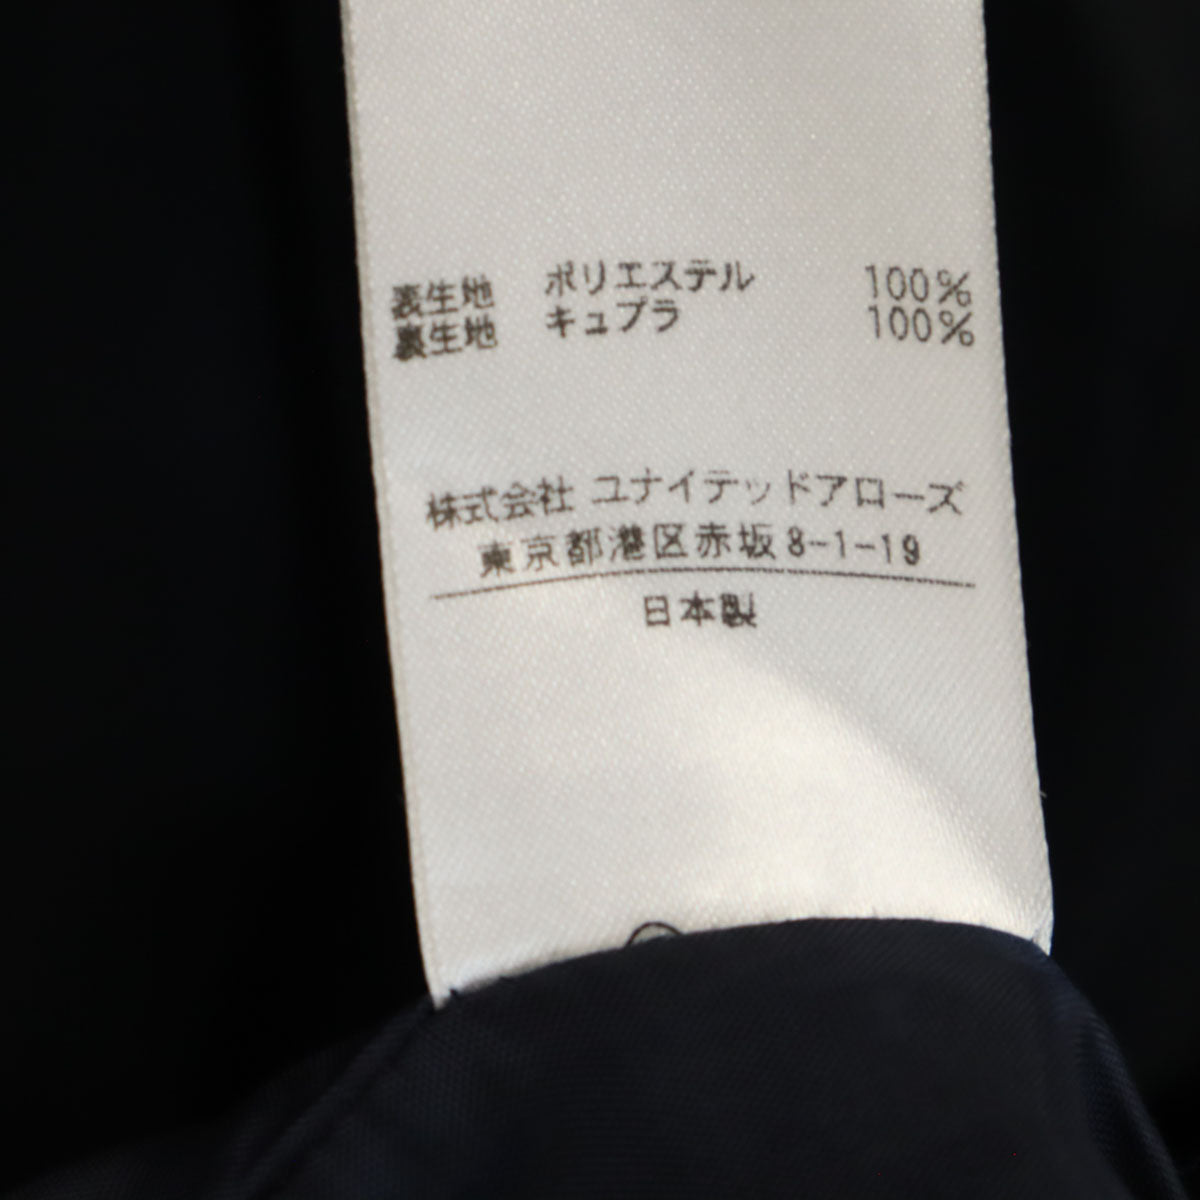 表生地 ポリエステル 100%
裏生地 キュプラ 100%
株式会社 ユナイテッドアローズ
東京都港区赤坂8-1-19
日本製